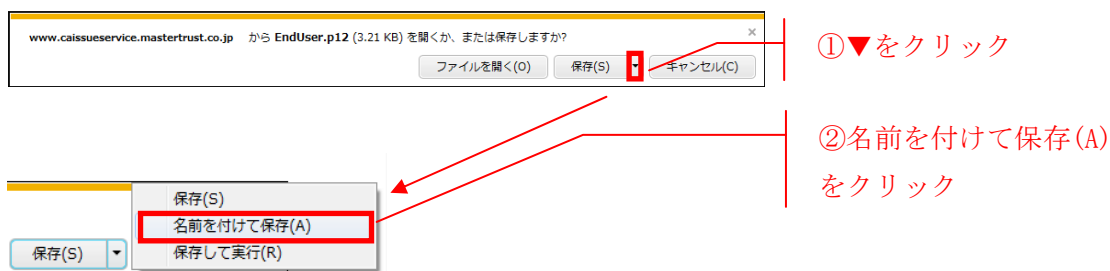 www.caissueservice.mastertrust.co.jp から EndUser.p12 (3.21 KB) を開くか、または保存しますか?
×
ファイルを開く(O) 保存(S) ▼ キャンセル(C)
①▼をクリック
②名前を付けて保存(A)
をクリック
保存(S)
名前を付けて保存(A)
保存(S) ▼ 保存して実行(R)